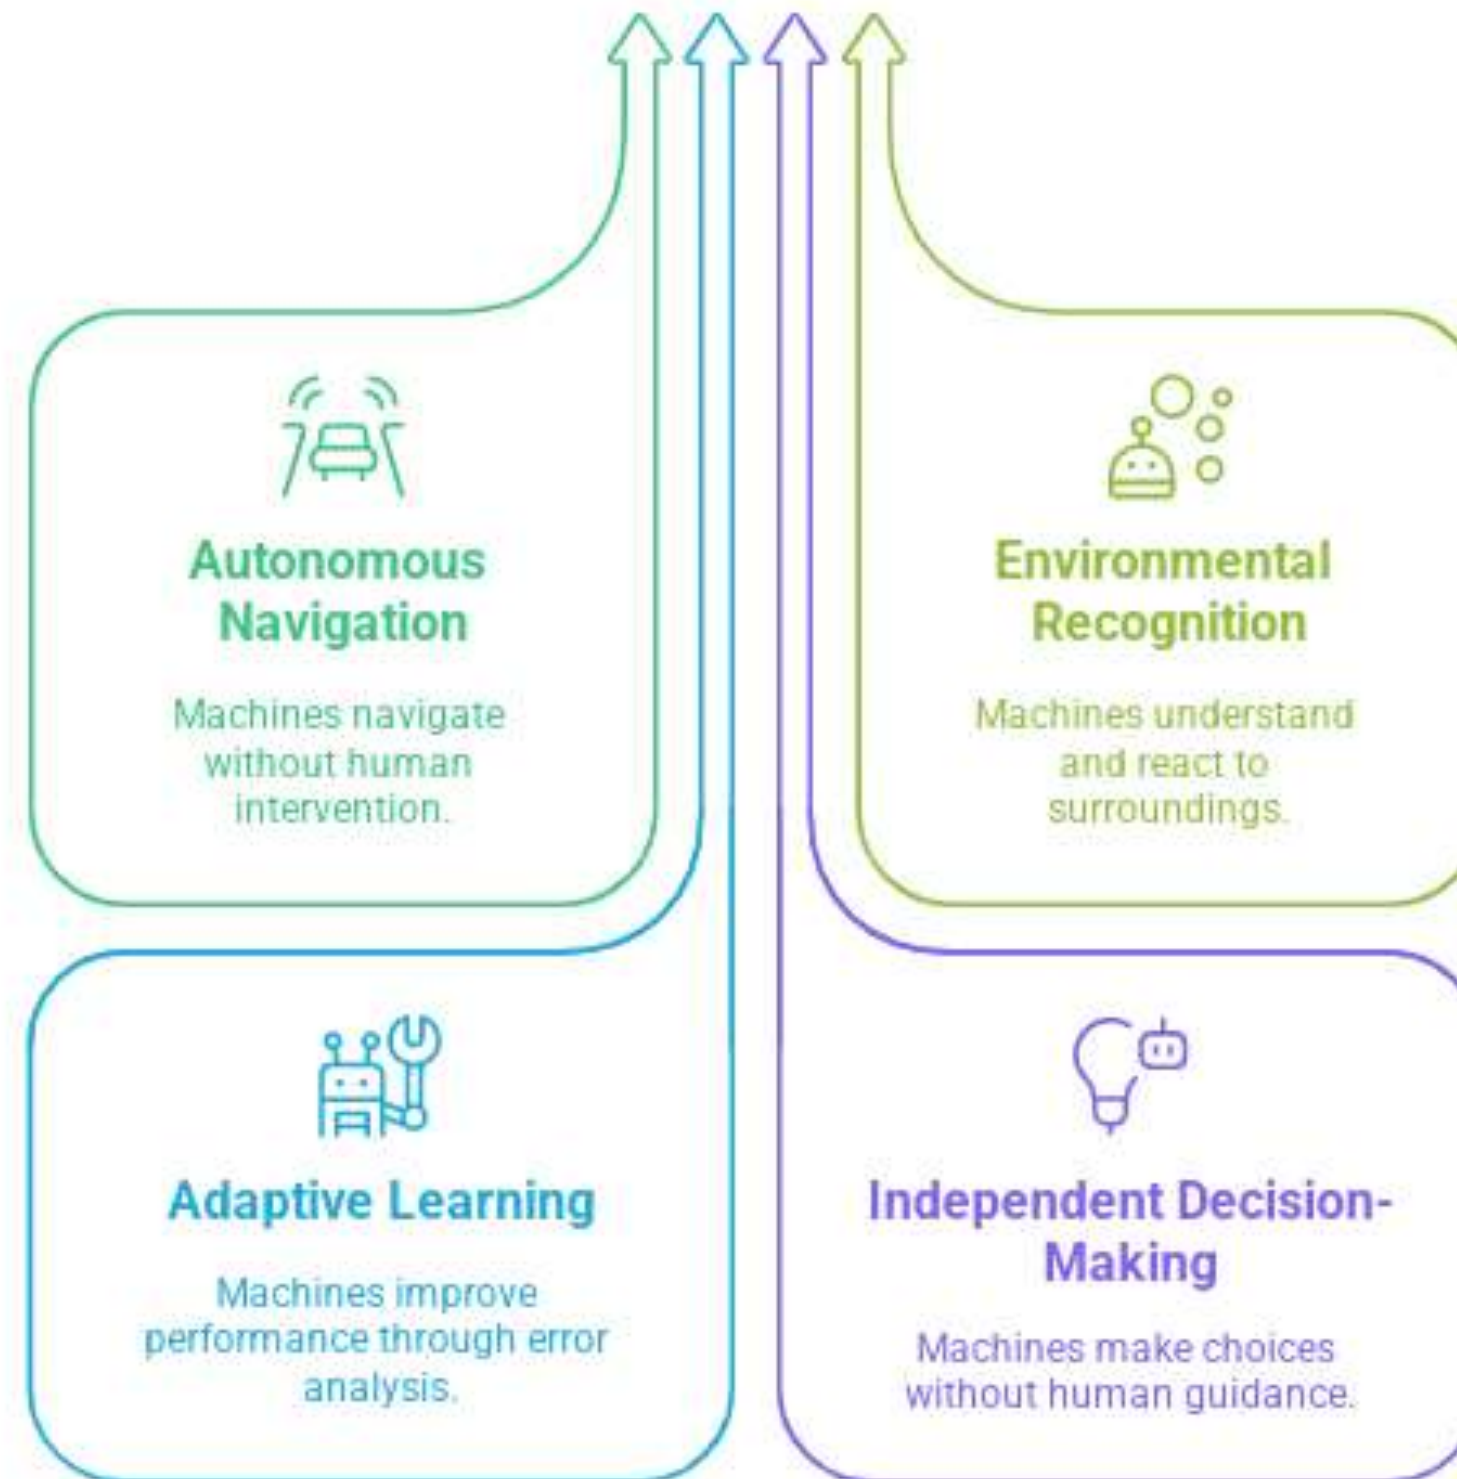 Autonomous
Navigation
Machines navigate
without human
intervention.
Environmental
Recognition
Machines understand
and react to
surroundings.
Adaptive Learning
Machines improve
performance through error
analysis.
Independent Decision-
Making
Machines make choices
without human guidance.